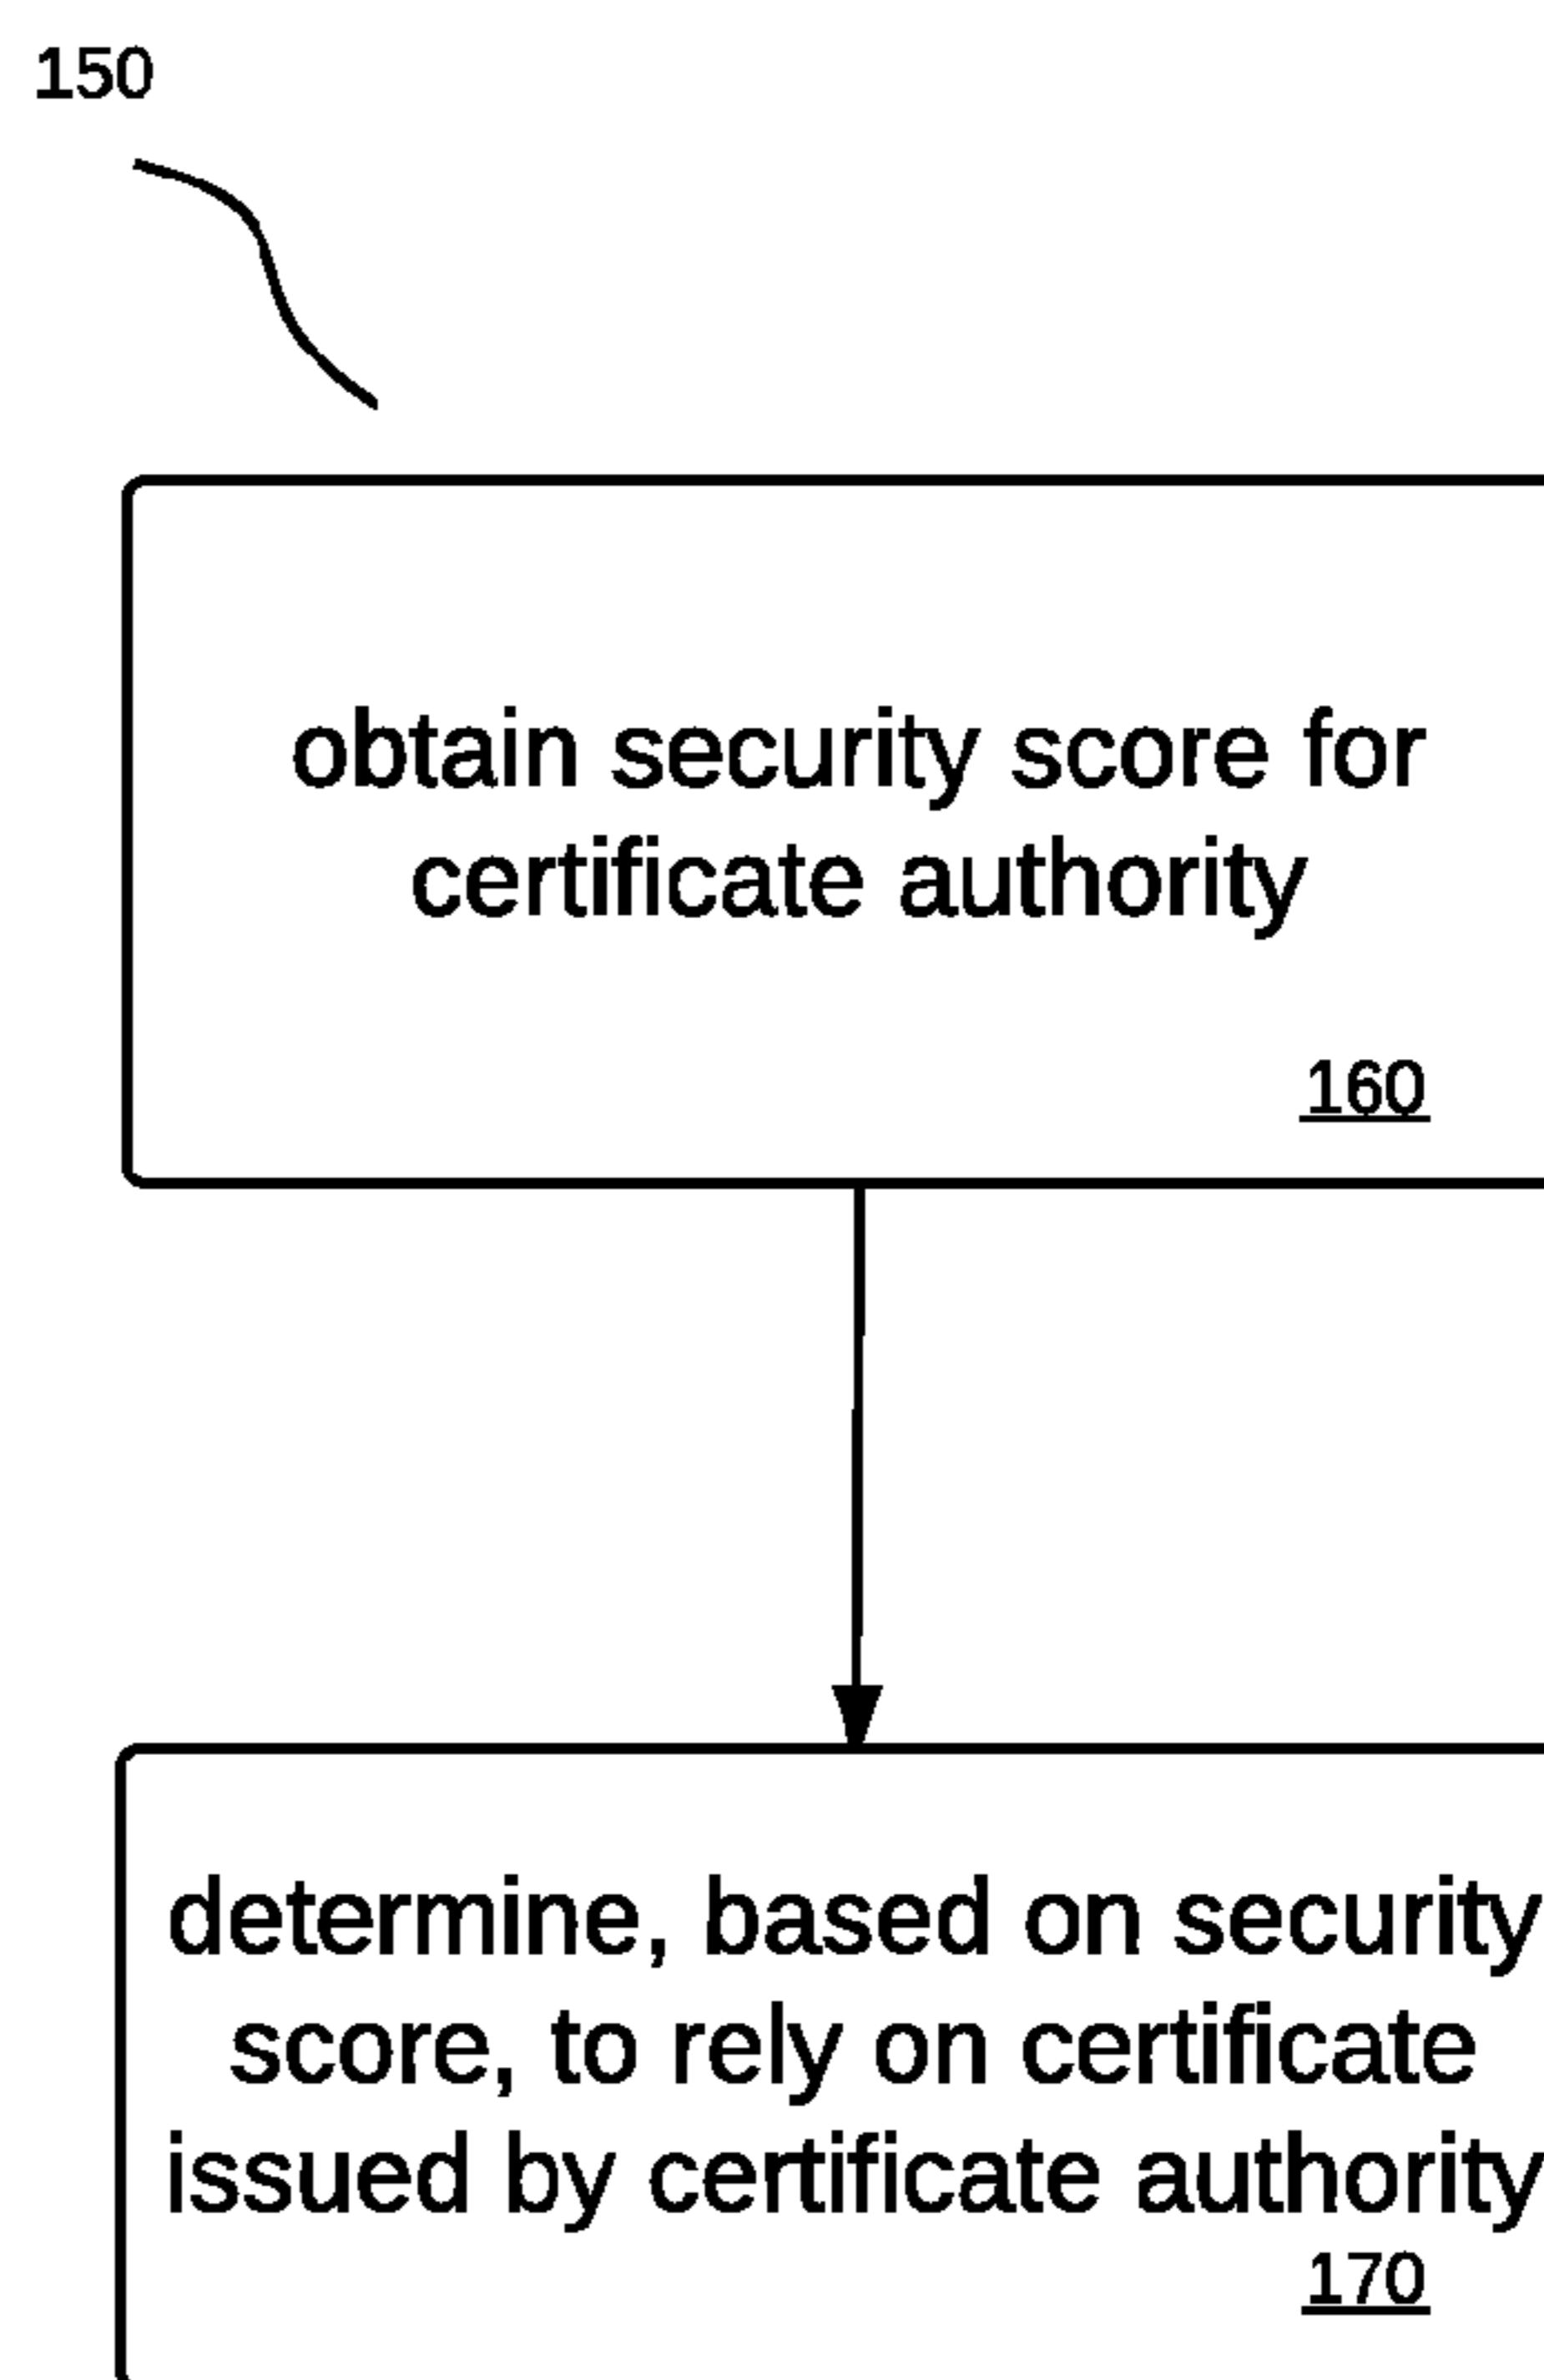 150
obtain security score for
certificate authority
160
determine, based on security
score, to rely on certificate
issued by certificate authority
170